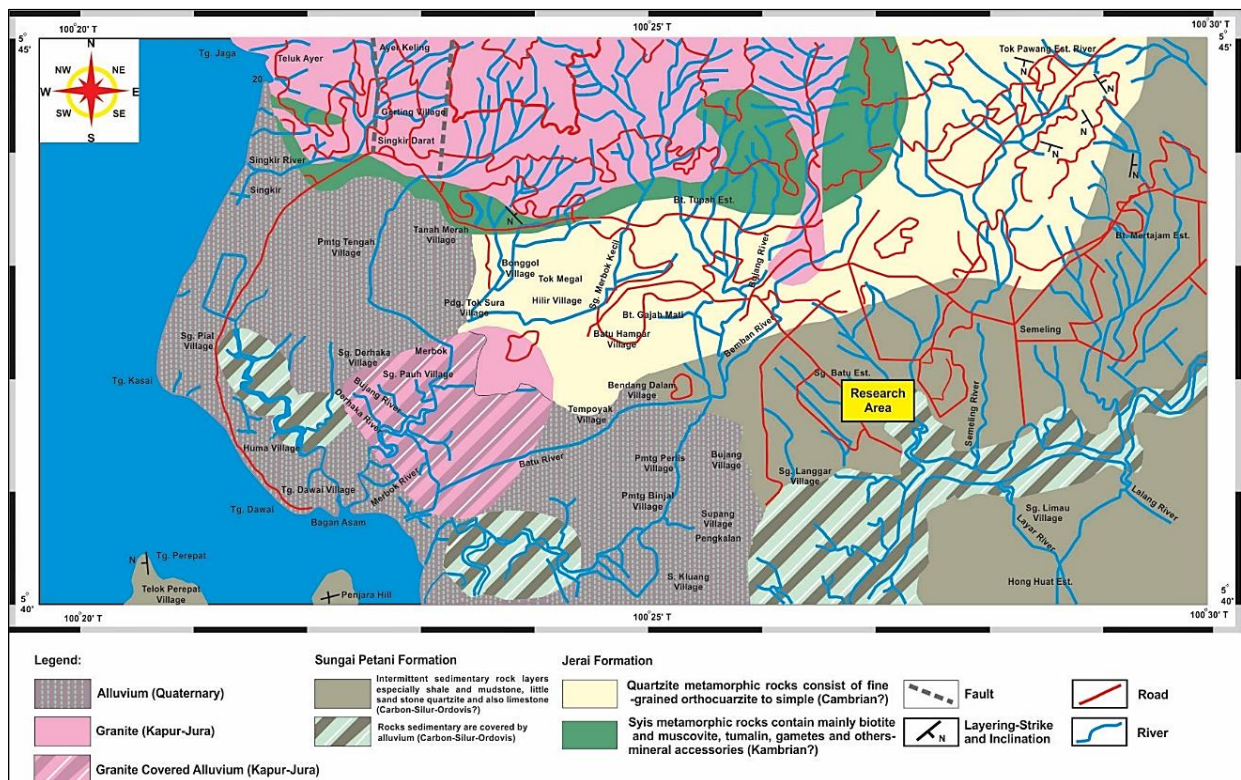 100° 20' T
100° 25'
100° 30'
5°
45'
5°
45
N
NW
NE
W
E
SW
SE
S
Tg. Jaga
Teluk Ayer
Ayer Keling
Tok Pawang Est. River
20
N
N
Gerting Village
N
Singkir Darat
N
N
Singkir River
Singkir
Bt. Tupah Est.
N
Tanah Merah
Village
Pmtg Tengah
Village
Bt. Mertajam Est.
Bonggol
Village
Sg. Merbok Kecil
Bojang River
Tok Megal
Hilir Village
Pdg. Tok Sura
Village
Bt. Gajah Mati
Batu Hampar
Village
Bemban River
Semeling
Sg. Pial
Village
Sg. Derhaka
Village
Merbok
Sg. Pauh Village
Tg. Kasai
Bujang River
Derhaka River
Bendang Dalam
Village
Sg. Batu Est.
Research
Area
Tempoyak
Village
Semeling River
Huma Village
Batu River
Pmtg Perlis
Village
Bujang
Village
Sg. Langgar
Village
Tg. Dawai Village
Merbok River
Pmtg Binjal
Village
Lalang River
Tg. Dawai
Bagan Asam
Supang
Village
Sg. Limau
Village
Pengkalan
Layar River
N
Tg. Perepat
Telok Perepat
Village
Penjara Hill
S. Kluang
Village
Hong Huat Est.
5°
40'
5°
40'
100° 20' T
100° 25'
100° 30'
Legend:
Alluvium (Quaternary)
Granite (Kapur-Jura)
Granite Covered Alluvium (Kapur-Jura)
Sungai Petani Formation
Intermittent sedimentary rock layers
especially shale and mudstone, little
sand stone quartzite and also limestone
(Carbon-Silur-Ordovis?)
Rocks sedimentary are covered by
alluvium (Carbon-Silur-Ordovis)
Jerai Formation
Quartzite metamorphic rocks consist of fine
-grained orthocuarzite to simple (Cambrian?)
Syis metamorphic rocks contain mainly biotite
and muscovite, tumalin, gametes and others-
mineral accessories (Kambrian?)
Fault
N
Layering-Strike
and Inclination
Road
River